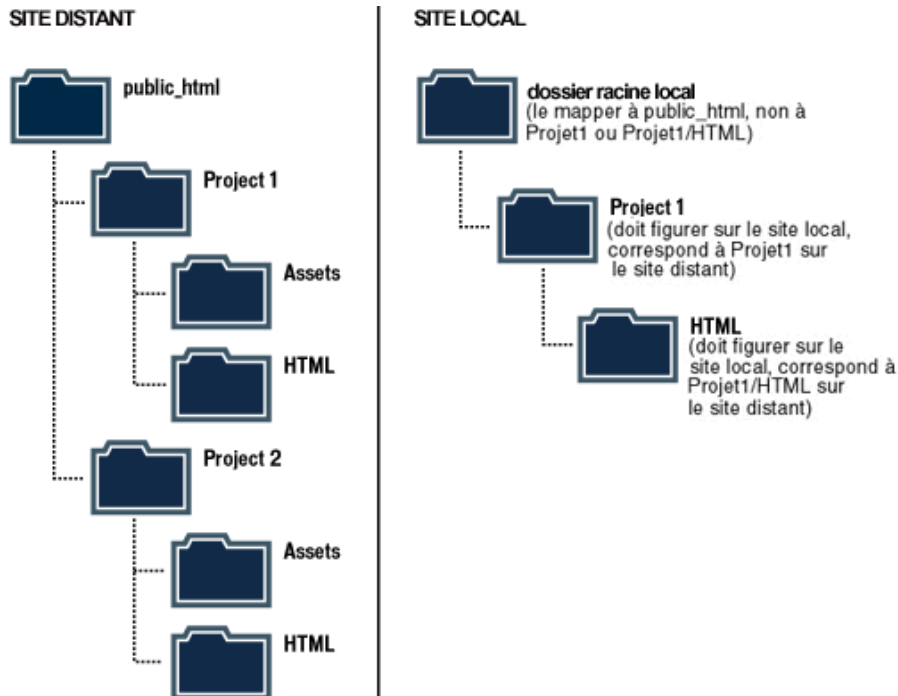 SITE DISTANT
public_html
Project 1
Assets
HTML
Project 2
Assets
HTML
SITE LOCAL
dossier racine local
(le mapper à public_html, non à
Projet1 ou Projet1/HTML)
Project 1
(doit figurer sur le site local,
correspond à Projet1 sur
le site distant)
HTML
(doit figurer sur le
site local, correspond à
Projet1/HTML sur
le site distant)